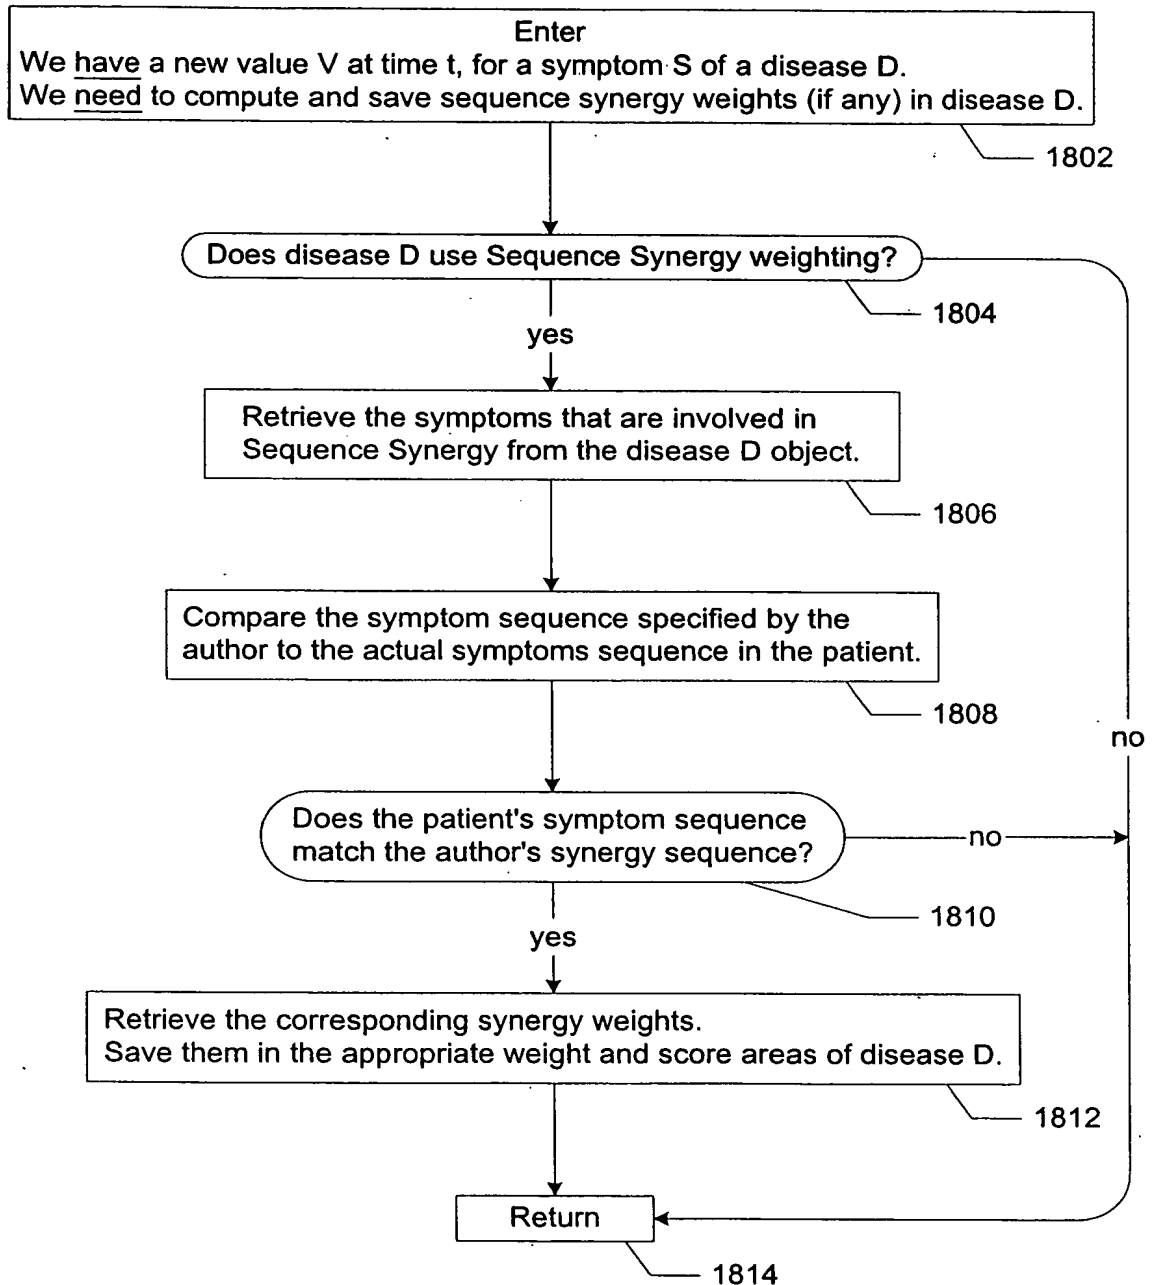 Enter
We have a new value V at time t, for a symptom S of a disease D.
We need to compute and save sequence synergy weights (if any) in disease D.
1802
Does disease D use Sequence Synergy weighting?
1804
yes
Retrieve the symptoms that are involved in
Sequence Synergy from the disease D object.
1806
Compare the symptom sequence specified by the
author to the actual symptoms sequence in the patient.
1808
no
Does the patient's symptom sequence
match the author's synergy sequence?
no
1810
yes
Retrieve the corresponding synergy weights.
Save them in the appropriate weight and score areas of disease D.
1812
Return
1814